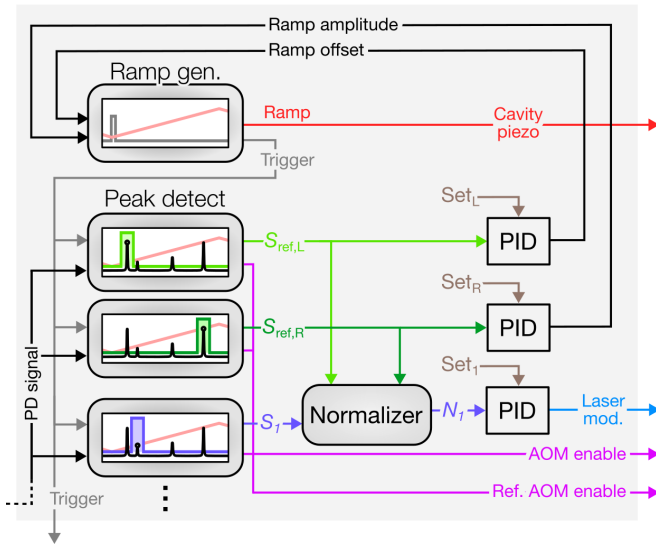 Ramp amplitude
Ramp offset
Ramp gen.
Ramp
Cavity
piezo
Trigger
Peak detect
Set_L
S_ref,L
PID
Set_R
S_ref,R
PID
PD signal
Set_1
S_1
Normalizer
N_1
PID
Laser
mod.
AOM enable
Trigger
Ref. AOM enable